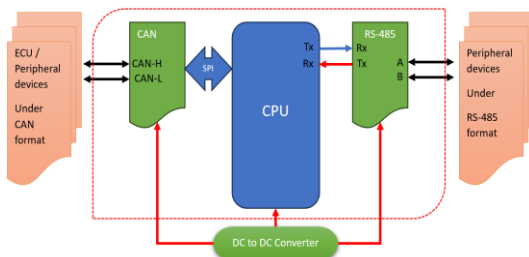 ECU /
Peripheral
devices
Under
CAN
format
CAN
CAN-H
CAN-L
SPI
CPU
Tx
Rx
RS-485
Rx
Tx
A
B
Peripheral
devices
Under
RS-485
format
DC to DC Converter